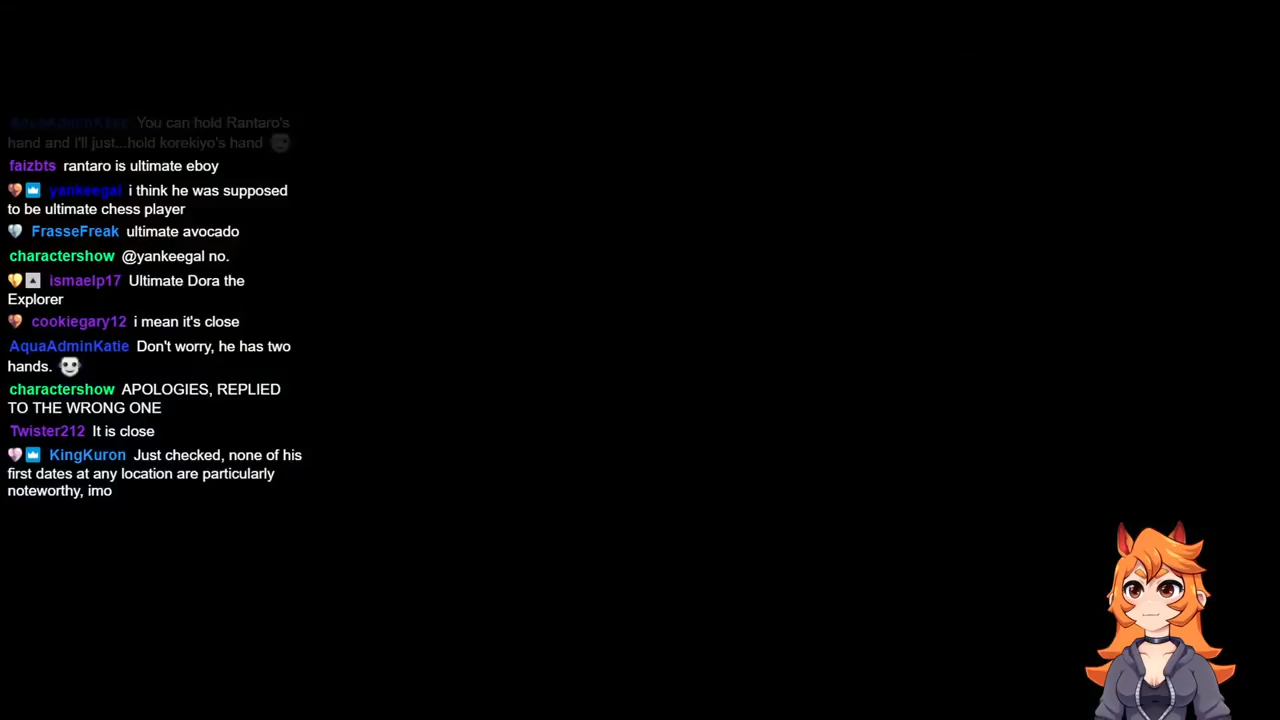 AquaAdminKatie You can hold Rantaro's
hand and I'll just...hold korekiyo's hand
faizbts rantaro is ultimate eboy
yankeegal i think he was supposed
to be ultimate chess player
FrasseFreak ultimate avocado
charactershow @yankeegal no.
ismaelp17 Ultimate Dora the
Explorer
cookiegary12 i mean it's close
AquaAdminKatie Don't worry, he has two
hands.
charactershow APOLOGIES, REPLIED
TO THE WRONG ONE
Twister212 It is close
KingKuron Just checked, none of his
first dates at any location are particularly
noteworthy, imo